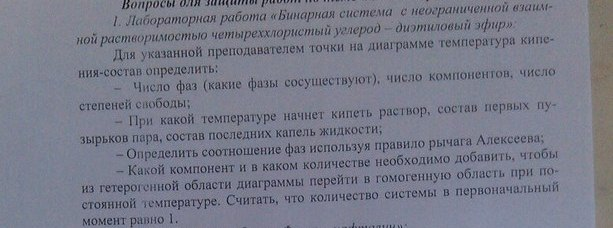 Вопросы для защиты работ по
1. Лабораторная работа «Бинарная система с неограниченной взаим-
ной растворимостью четыреххлористый углерод – диэтиловый эфир»:
Для указанной преподавателем точки на диаграмме температура кипе-
ния-состав определить:
– Число фаз (какие фазы сосуществуют), число компонентов, число
степеней свободы;
– При какой температуре начнет кипеть раствор, состав первых пу-
зырьков пара, состав последних капель жидкости;
– Определить соотношение фаз используя правило рычага Алексеева;
– Какой компонент и в каком количестве необходимо добавить, чтобы
из гетерогенной области диаграммы перейти в гомогенную область при по-
стоянной температуре. Считать, что количество системы в первоначальный
момент равно 1.